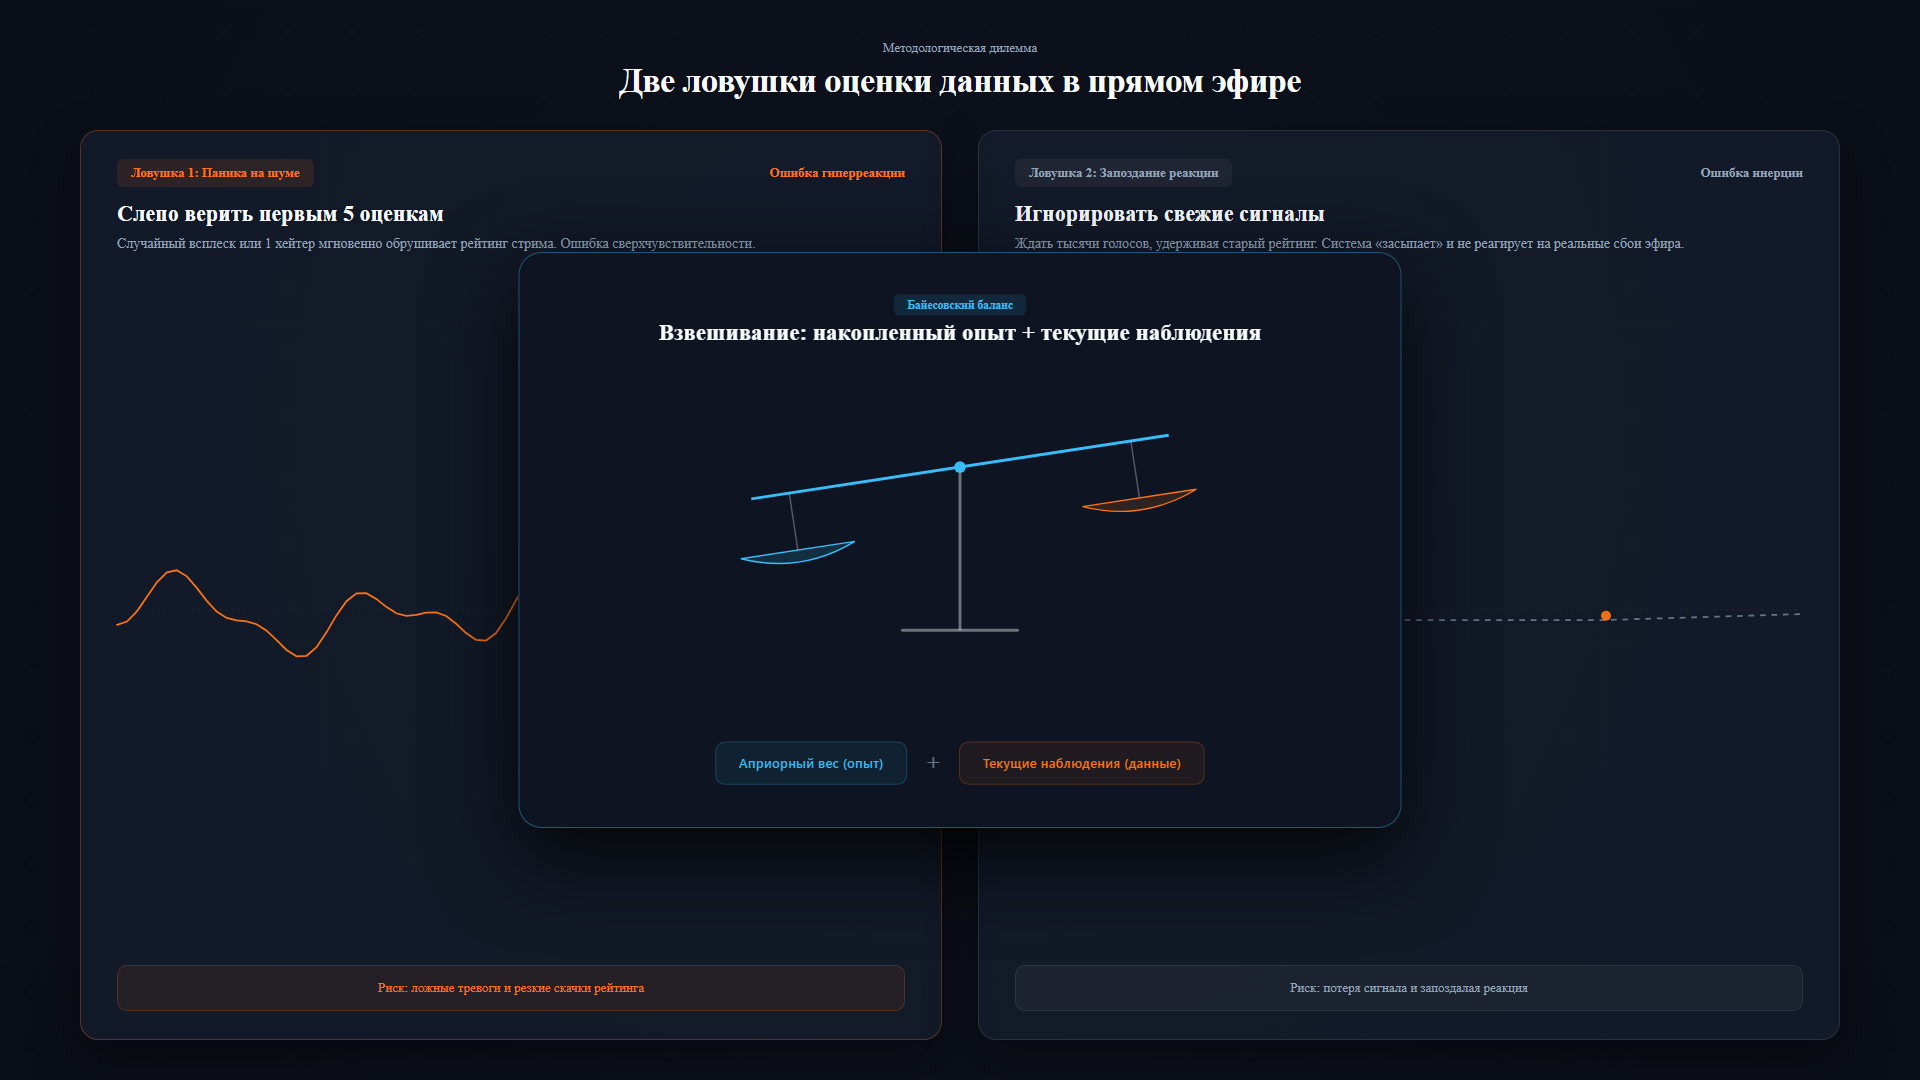 Методологическая дилемма
Две ловушки оценки данных в прямом эфире
Ловушка 1: Паника на шуме
Ошибка гиперреакции
Слепо верить первым 5 оценкам
Случайный всплеск или 1 хейтер мгновенно обрушивает рейтинг стрима. Ошибка сверхчувствительности.
Ловушка 2: Запоздание реакции
Ошибка инерции
Игнорировать свежие сигналы
Ждать тысячи голосов, удерживая старый рейтинг. Система «засыпает» и не реагирует на реальные сбои эфира.
Байесовский баланс
Взвешивание: накопленный опыт + текущие наблюдения
Априорный вес (опыт)
+
Текущие наблюдения (данные)
Риск: ложные тревоги и резкие скачки рейтинга
Риск: потеря сигнала и запоздалая реакция